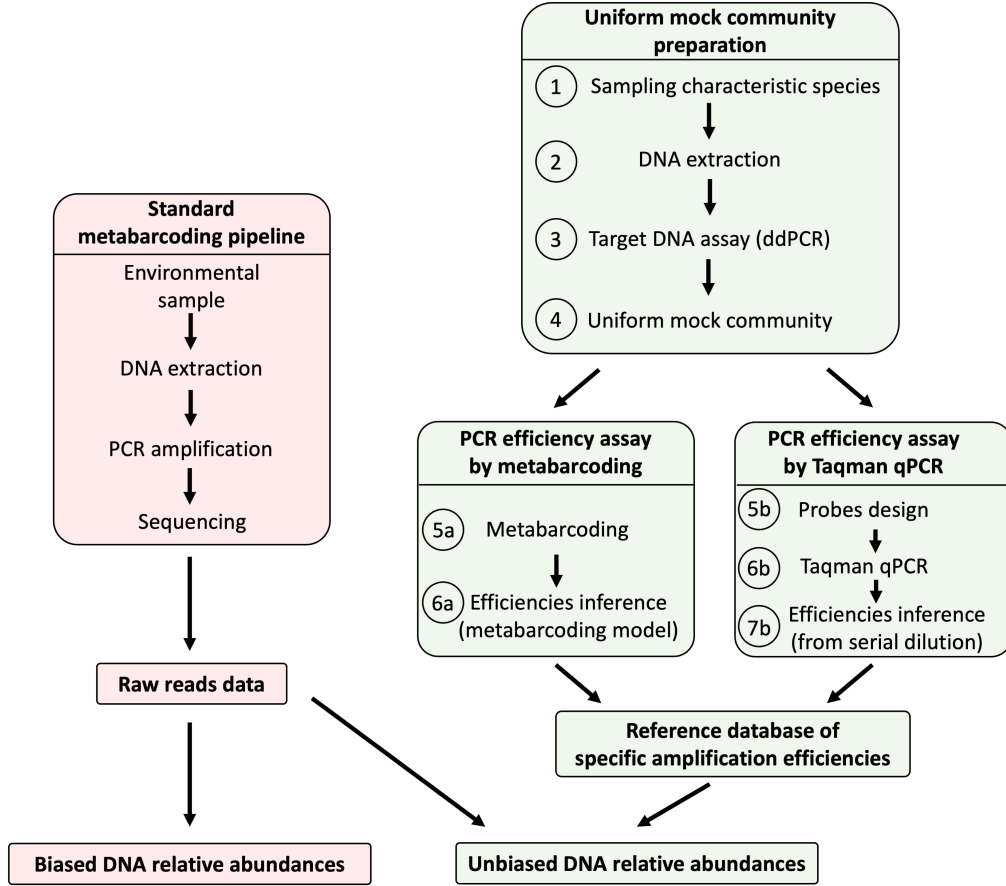 Uniform mock community
preparation
1 Sampling characteristic species
2 DNA extraction
3 Target DNA assay (ddPCR)
4 Uniform mock community
Standard
metabarcoding pipeline
Environmental
sample
DNA extraction
PCR amplification
Sequencing
PCR efficiency assay
by metabarcoding
5a Metabarcoding
6a Efficiencies inference
(metabarcoding model)
PCR efficiency assay
by Taqman qPCR
5b Probes design
6b Taqman qPCR
7b Efficiencies inference
(from serial dilution)
Raw reads data
Reference database of
specific amplification efficiencies
Biased DNA relative abundances
Unbiased DNA relative abundances